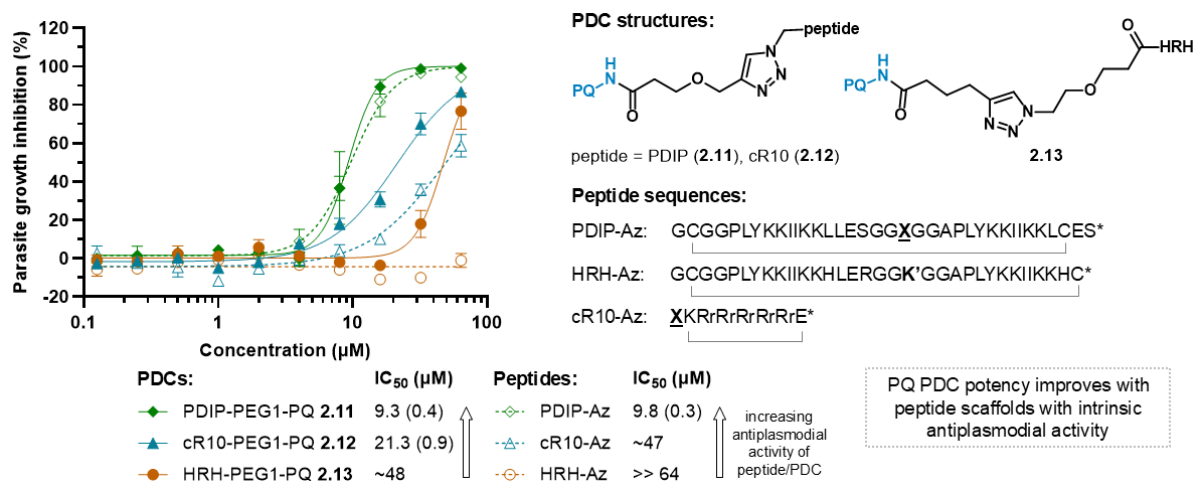 Parasite growth inhibition (%)
120
100
80
60
40
20
0
-20
0.1
1
10
100
Concentration (µM)
PDC structures:
PQ
H
N
O
O
N
N
N
peptide
peptide = PDIP (2.11), cR10 (2.12)
PQ
H
N
O
N
N
N
O
O
HRH
2.13
Peptide sequences:
PDIP-Az: GCGGPLYKKIIKKLLESGGXGGAPLYKKIIKKLCES*
HRH-Az: GCGGPLYKKIIKKHLERGGK'GGAPLYKKIIKKHC*
cR10-Az: XKRrRrRrRrRrE*
PDCs: IC50 (µM)
PDIP-PEG1-PQ 2.11 9.3 (0.4)
cR10-PEG1-PQ 2.12 21.3 (0.9)
HRH-PEG1-PQ 2.13 ~48
Peptides: IC50 (µM)
PDIP-Az 9.8 (0.3)
cR10-Az ~47
HRH-Az >> 64
increasing
antiplasmodial
activity of
peptide/PDC
PQ PDC potency improves with
peptide scaffolds with intrinsic
antiplasmodial activity